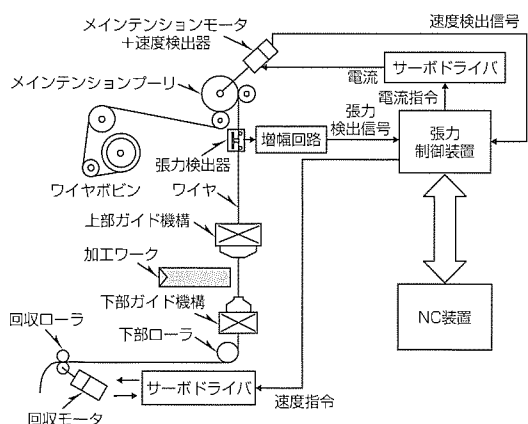 メインテンションモータ
+速度検出器
速度検出信号
サーボドライバ
電流
電流指令
メインテンションプーリ
張力
検出信号
増幅回路
張力
制御装置
張力検出器
ワイヤボビン
ワイヤ
上部ガイド機構
加工ワーク
下部ガイド機構
NC装置
回収ローラ
下部ローラ
サーボドライバ
速度指令
回収モータ